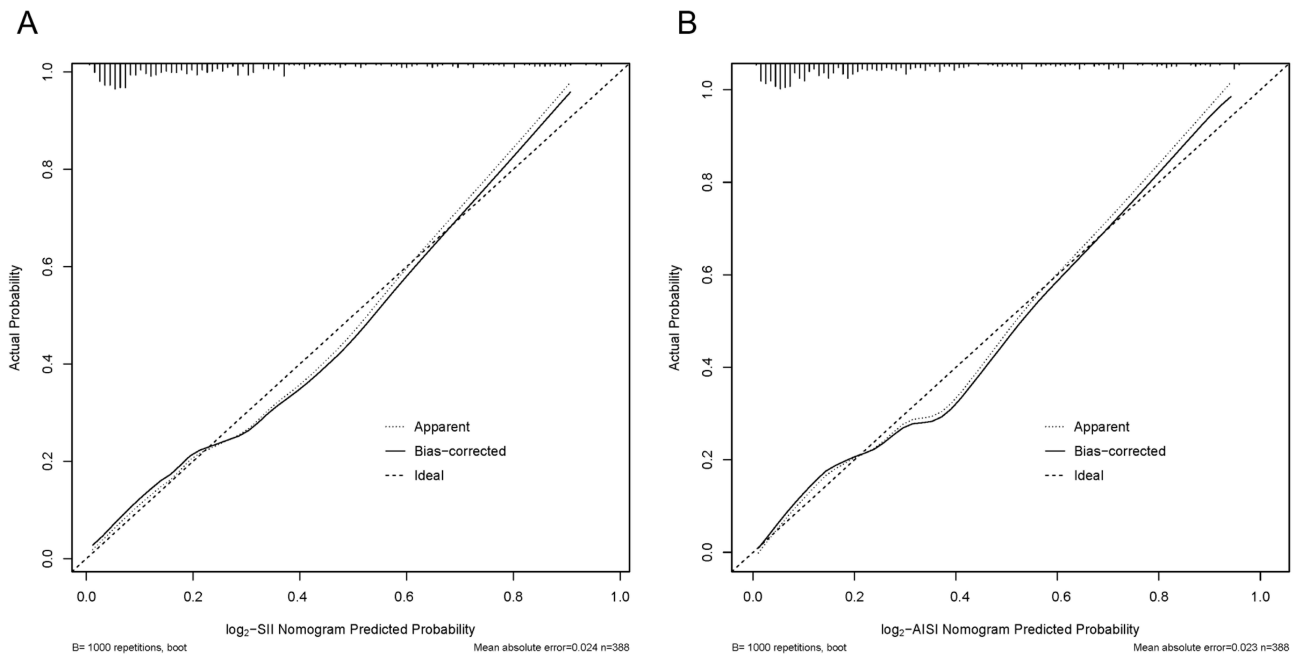 A
Actual Probability
1.0
0.8
0.6
0.4
0.2
0.0
Apparent
Bias−corrected
Ideal
0.0 0.2 0.4 0.6 0.8 1.0
log₂−SII Nomogram Predicted Probability
B= 1000 repetitions, boot
Mean absolute error=0.024 n=388
B
Actual Probability
1.0
0.8
0.6
0.4
0.2
0.0
Apparent
Bias−corrected
Ideal
0.0 0.2 0.4 0.6 0.8 1.0
log₂−AISI Nomogram Predicted Probability
B= 1000 repetitions, boot
Mean absolute error=0.023 n=388